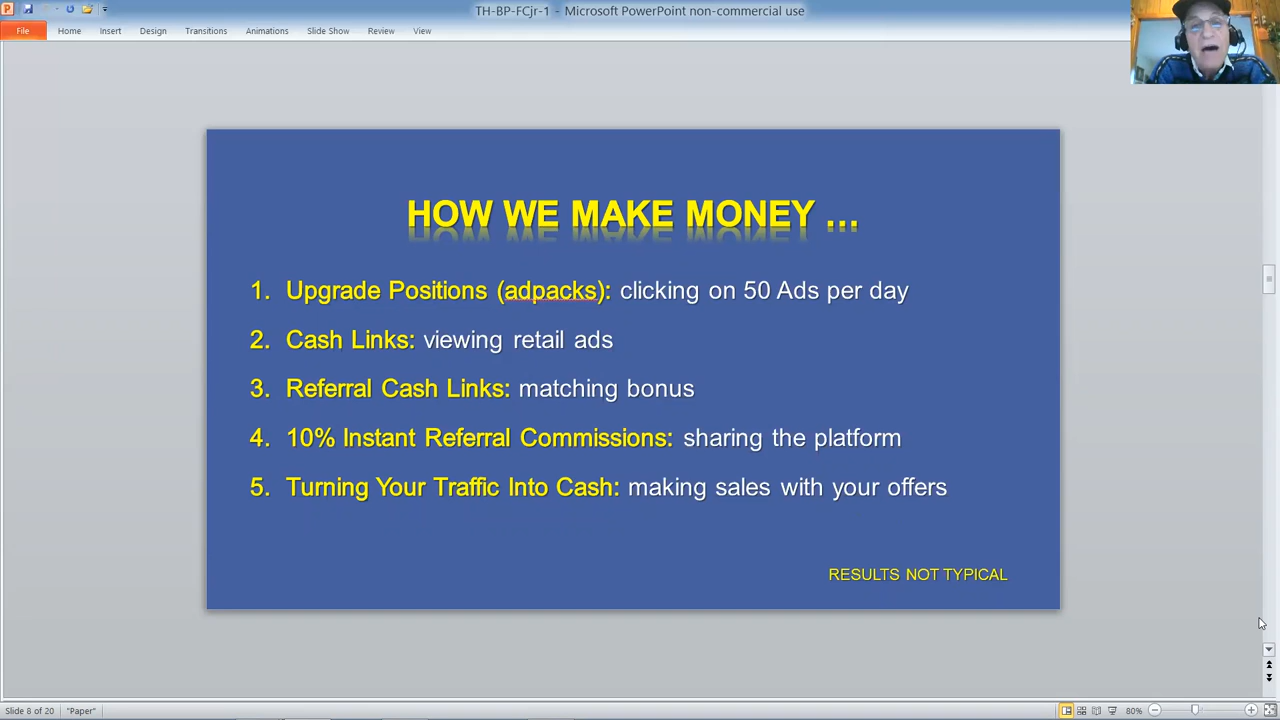 TH-BP-FCjr-1 - Microsoft PowerPoint non-commercial use
File Home Insert Design Transitions Animations Slide Show Review View
HOW WE MAKE MONEY ...
1. Upgrade Positions (adpacks): clicking on 50 Ads per day
2. Cash Links: viewing retail ads
3. Referral Cash Links: matching bonus
4. 10% Instant Referral Commissions: sharing the platform
5. Turning Your Traffic Into Cash: making sales with your offers
RESULTS NOT TYPICAL
Slide 8 of 20 "Paper" 80%